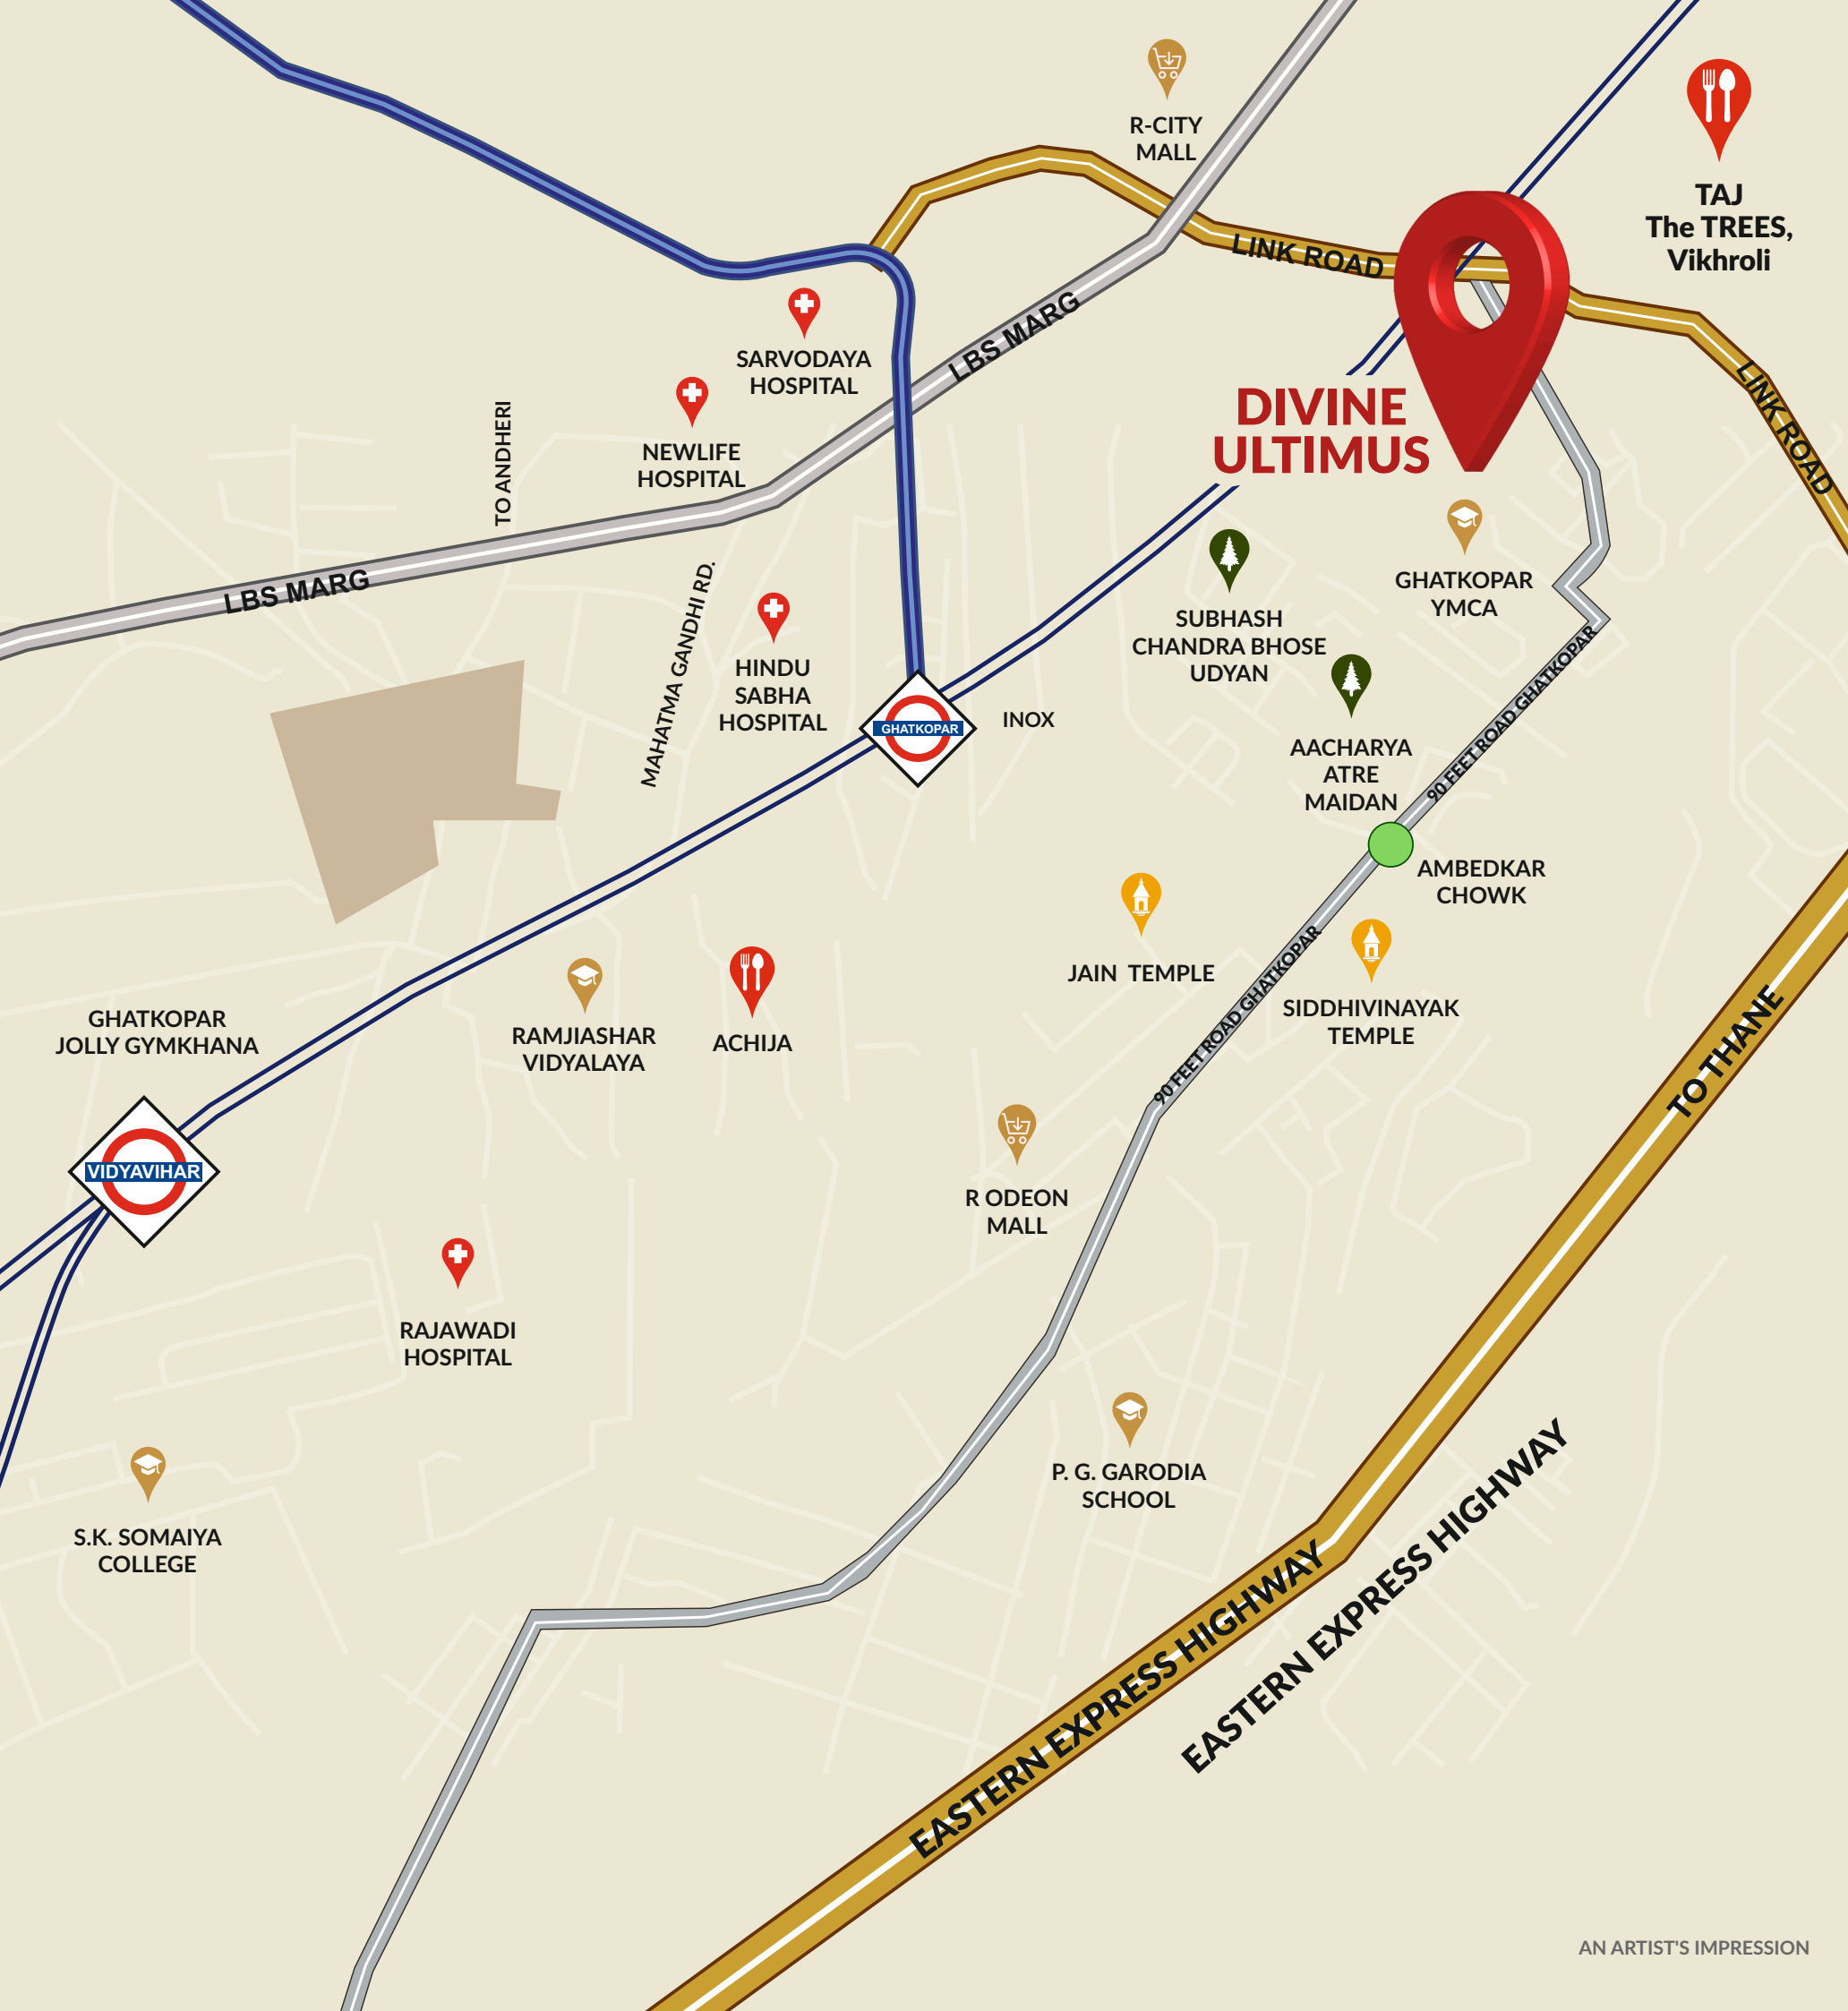 R-CITY
MALL
TAJ
The TREES,
Vikhroli
LINK ROAD
LBS MARG
SARVODAYA
HOSPITAL
LINK ROAD
DIVINE
ULTIMUS
NEWLIFE
HOSPITAL
TO ANDHERI
LBS MARG
GHATKOPAR
YMCA
SUBHASH
CHANDRA BHOSE
UDYAN
MAHATMA GANDHI RD.
HINDU
SABHA
HOSPITAL
GHATKOPAR
INOX
90 FEET ROAD GHATKOPAR
AACHARYA
ATRE
MAIDAN
AMBEDKAR
CHOWK
JAIN TEMPLE
90 FEET ROAD GHATKOPAR
SIDDHIVINAYAK
TEMPLE
GHATKOPAR
JOLLY GYMKHANA
RAMJIASHAR
VIDYALAYA
ACHIJA
TO THANE
VIDYAVIHAR
R ODEON
MALL
RAJAWADI
HOSPITAL
P. G. GARODIA
SCHOOL
S.K. SOMAIYA
COLLEGE
EASTERN EXPRESS HIGHWAY
EASTERN EXPRESS HIGHWAY
AN ARTIST'S IMPRESSION